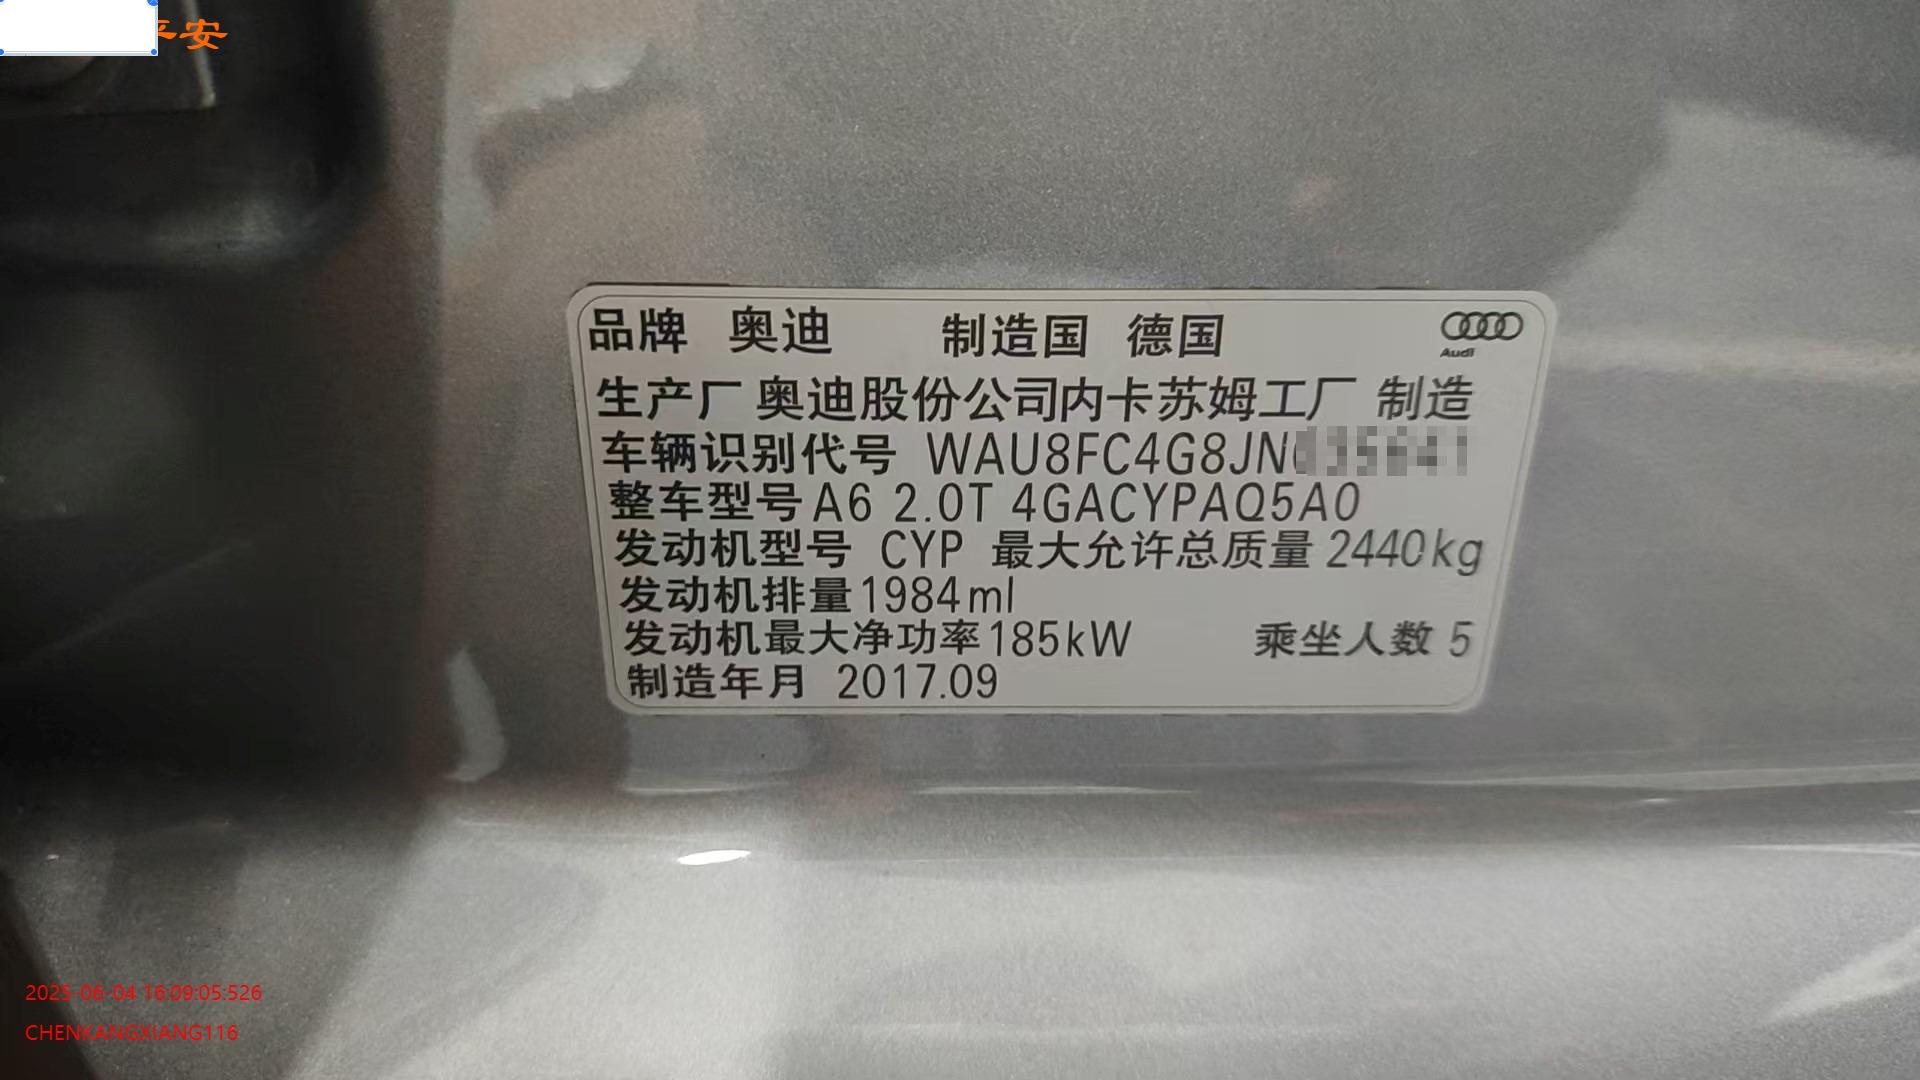 平安
品牌 奥迪 制造国 德国
Audi
生产厂 奥迪股份公司内卡苏姆工厂 制造
车辆识别代号 WAU8FC4G8JN
整车型号 A6 2.0T 4GACYPAQ5A0
发动机型号 CYP 最大允许总质量 2440kg
发动机排量 1984ml
发动机最大净功率 185kW 乘坐人数 5
制造年月 2017.09
2025-06-04 16:09:05:526
CHENKANGXIANG116